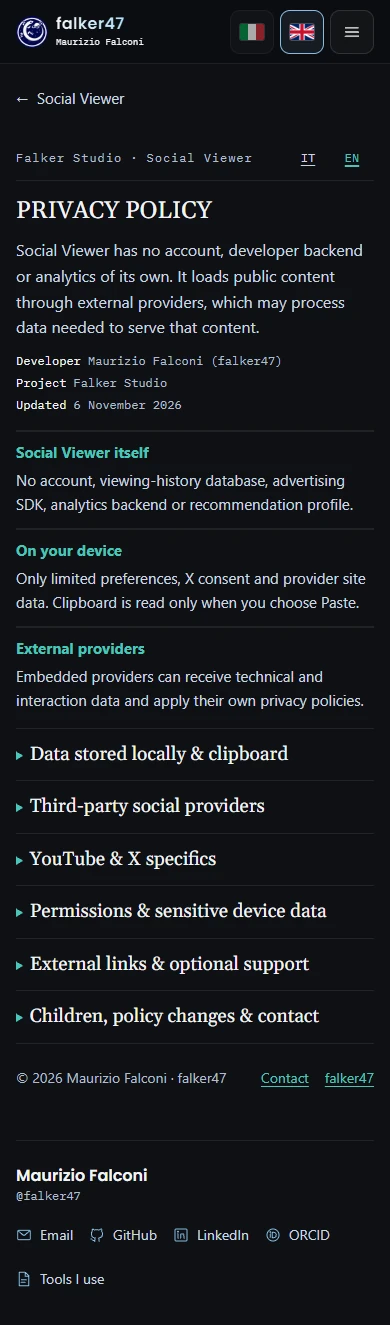 falker47
Maurizio Falconi
← Social Viewer
Falker Studio · Social Viewer IT EN
PRIVACY POLICY
Social Viewer has no account, developer backend
or analytics of its own. It loads public content
through external providers, which may process
data needed to serve that content.
Developer Maurizio Falconi (falker47)
Project Falker Studio
Updated 6 November 2026
Social Viewer itself
No account, viewing-history database, advertising
SDK, analytics backend or recommendation profile.
On your device
Only limited preferences, X consent and provider site
data. Clipboard is read only when you choose Paste.
External providers
Embedded providers can receive technical and
interaction data and apply their own privacy policies.
Data stored locally & clipboard
Third-party social providers
YouTube & X specifics
Permissions & sensitive device data
External links & optional support
Children, policy changes & contact
© 2026 Maurizio Falconi · falker47 Contact falker47
Maurizio Falconi
@falker47
Email GitHub LinkedIn ORCID
Tools I use